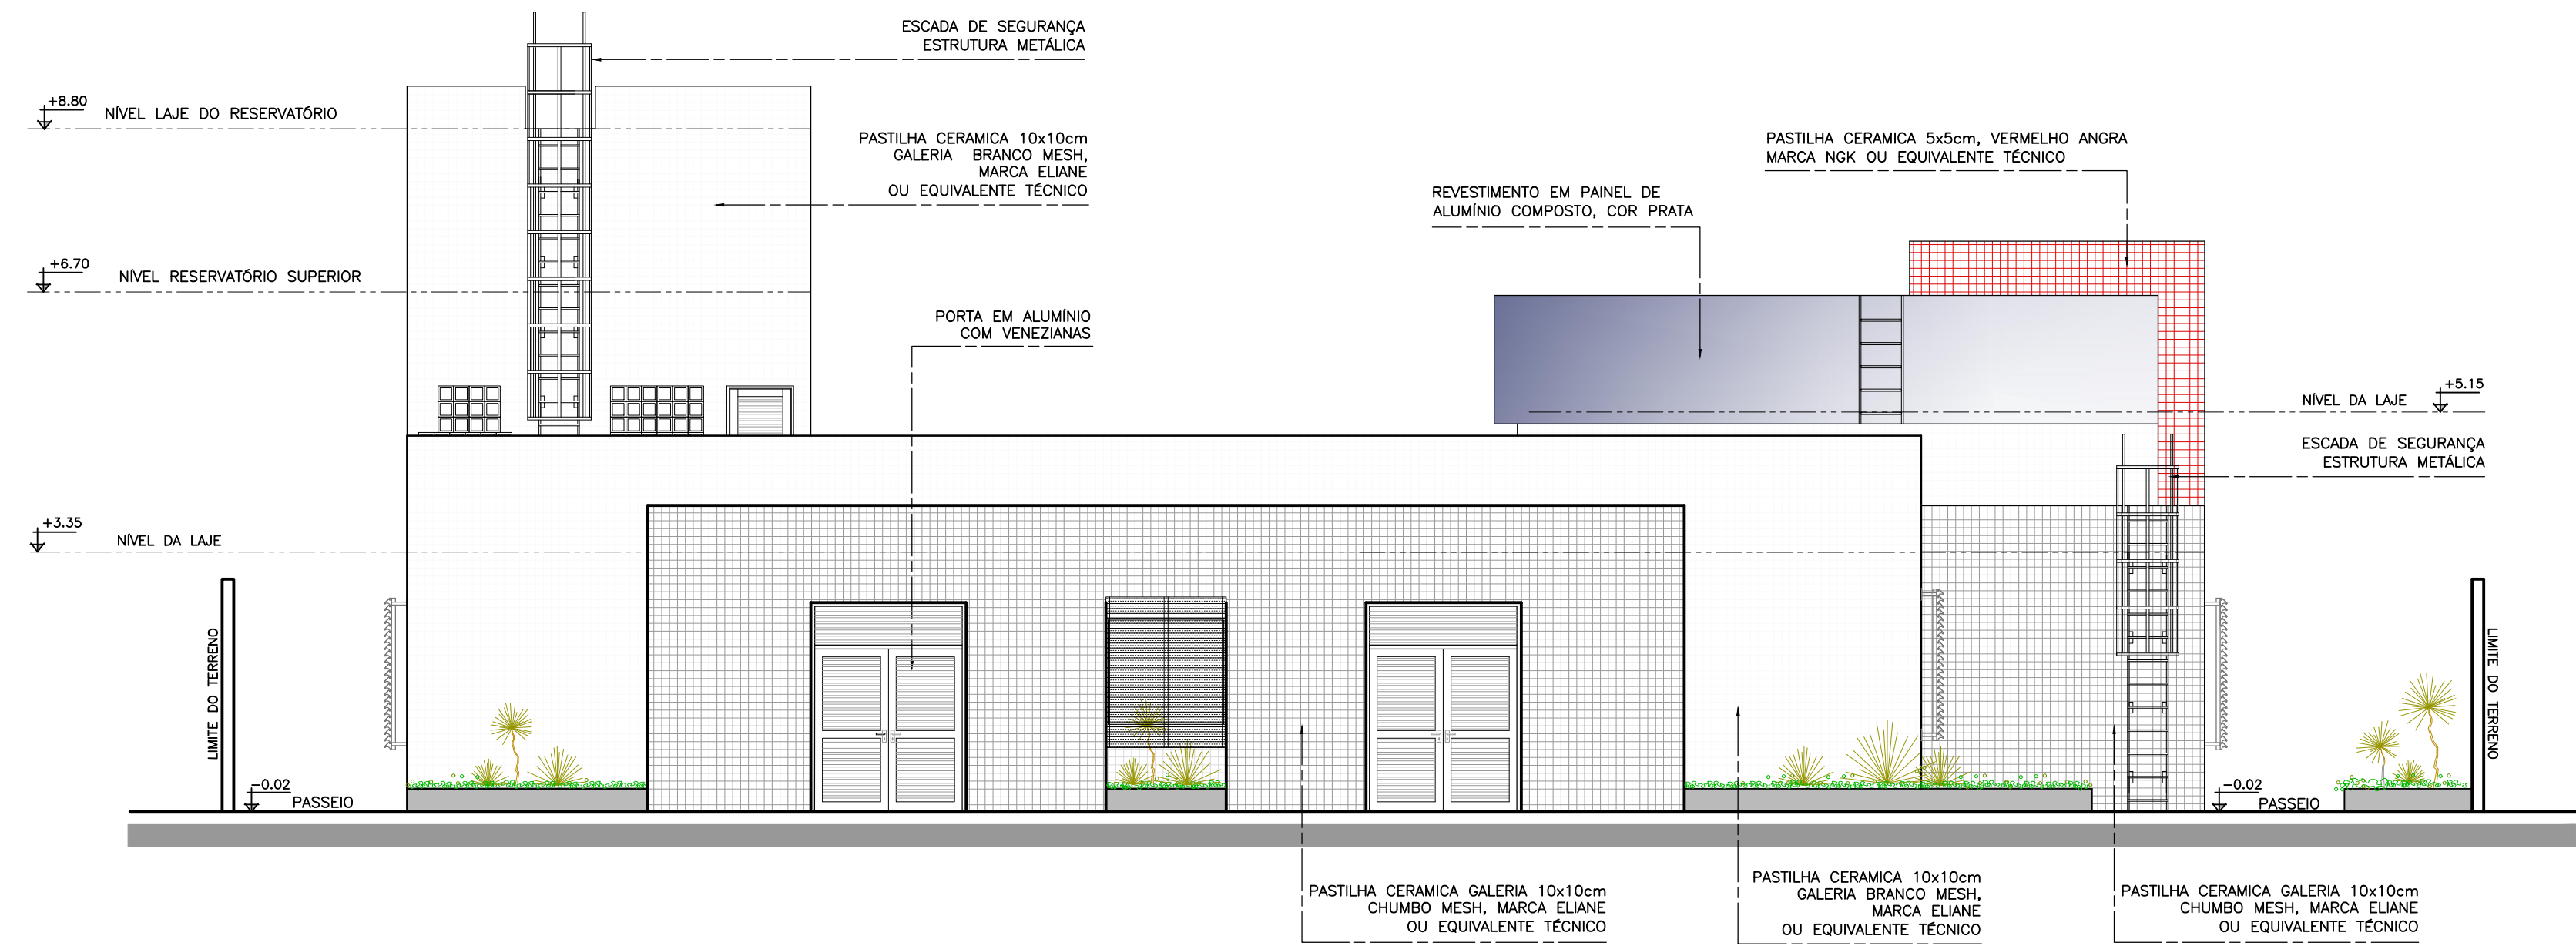 ESCADA DE SEGURANÇA
ESTRUTURA METÁLICA
+8.80
NÍVEL LAJE DO RESERVATÓRIO
PASTILHA CERAMICA 10x10cm
GALERIA BRANCO MESH,
MARCA ELIANE
OU EQUIVALENTE TÉCNICO
PASTILHA CERAMICA 5x5cm, VERMELHO ANGRA
MARCA NGK OU EQUIVALENTE TÉCNICO
REVESTIMENTO EM PAINEL DE
ALUMÍNIO COMPOSTO, COR PRATA
+6.70
NÍVEL RESERVATÓRIO SUPERIOR
PORTA EM ALUMÍNIO
COM VENEZIANAS
+5.15
NÍVEL DA LAJE
ESCADA DE SEGURANÇA
ESTRUTURA METÁLICA
+3.35
NÍVEL DA LAJE
LIMITE DO TERRENO
LIMITE DO TERRENO
-0.02
PASSEIO
-0.02
PASSEIO
PASTILHA CERAMICA GALERIA 10x10cm
CHUMBO MESH, MARCA ELIANE
OU EQUIVALENTE TÉCNICO
PASTILHA CERAMICA 10x10cm
GALERIA BRANCO MESH,
MARCA ELIANE
OU EQUIVALENTE TÉCNICO
PASTILHA CERAMICA GALERIA 10x10cm
CHUMBO MESH, MARCA ELIANE
OU EQUIVALENTE TÉCNICO